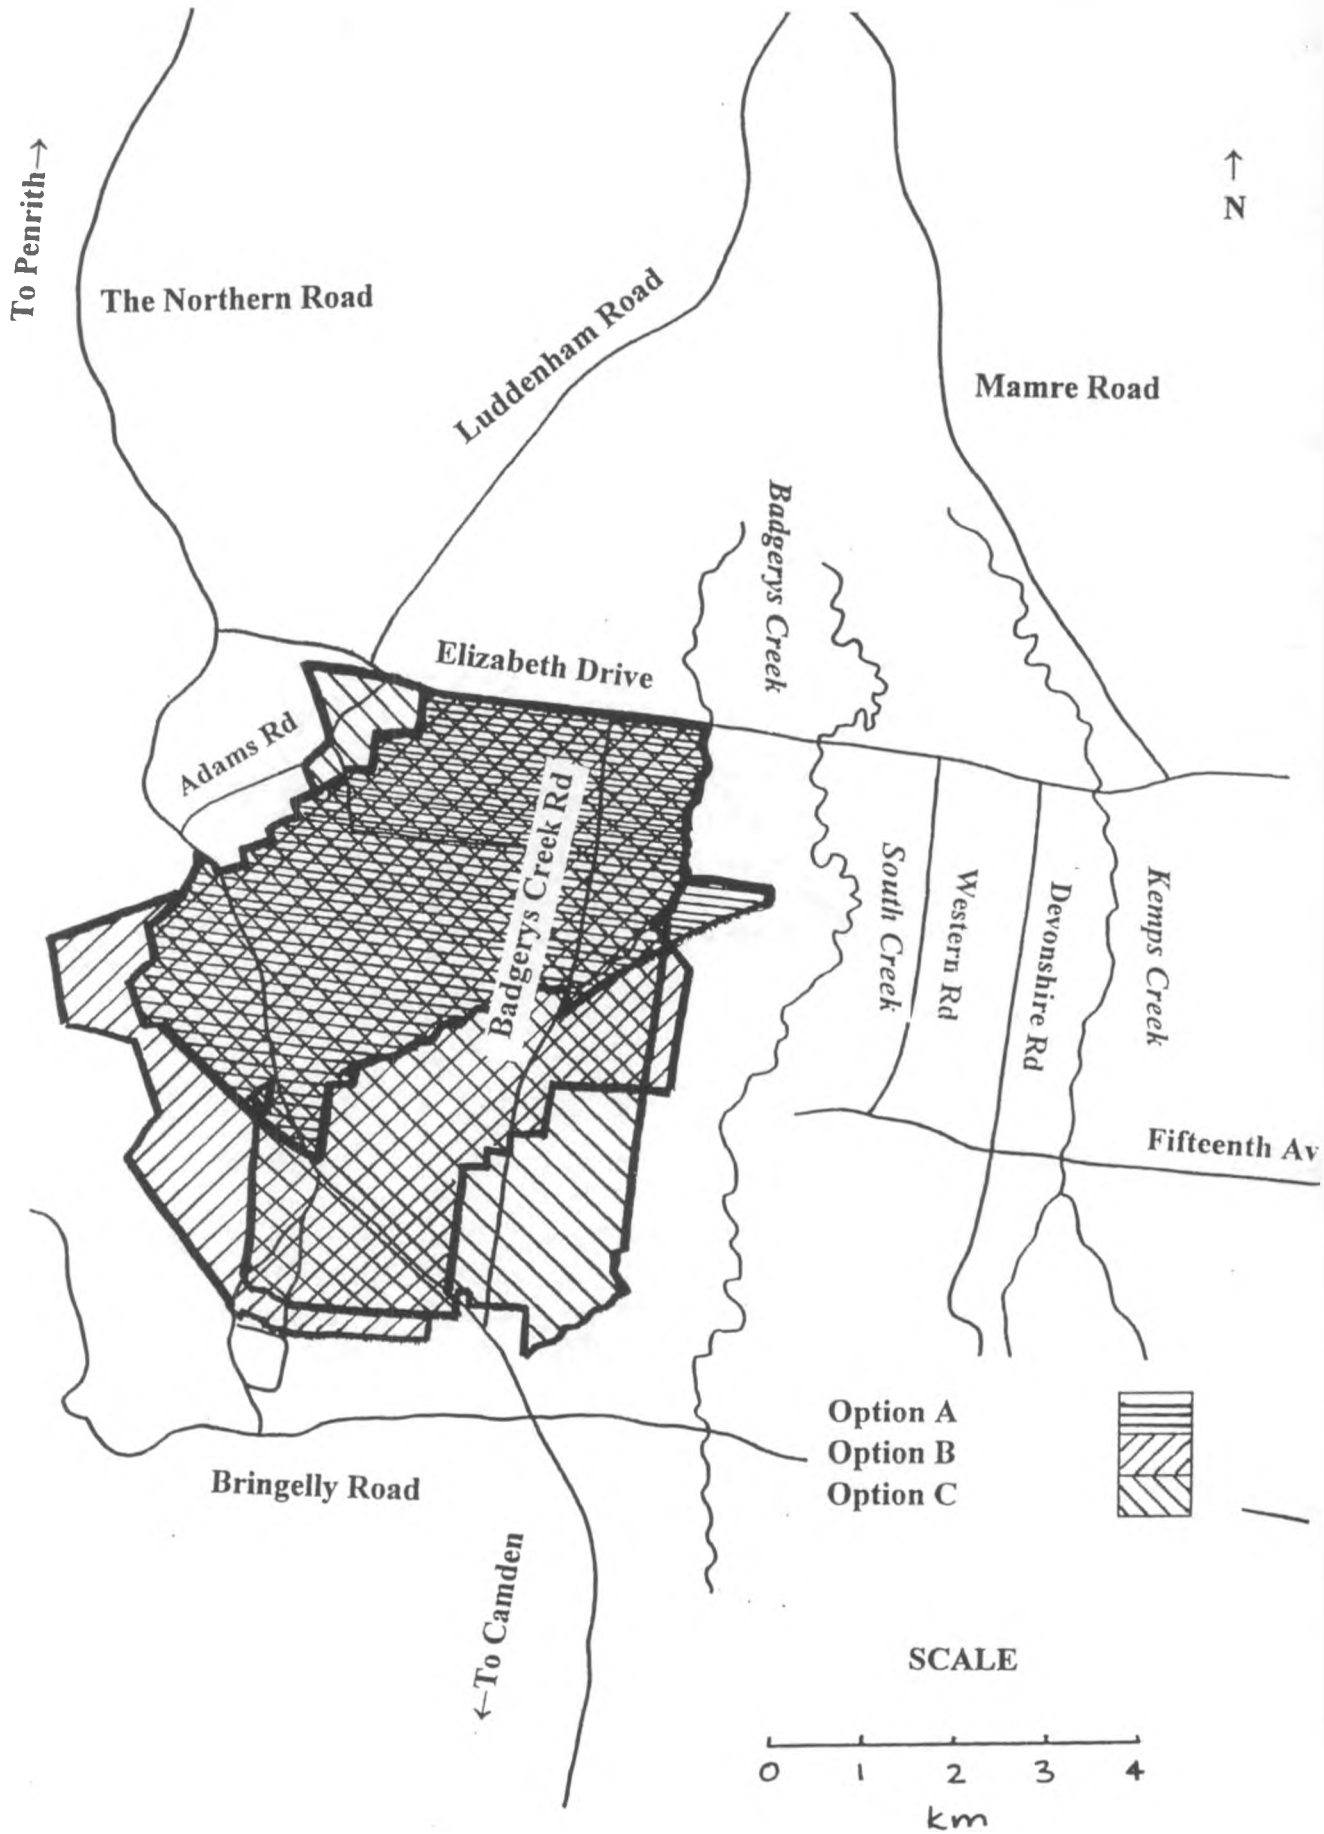 To Penrith→
↑
N
The Northern Road
Luddenham Road
Mamre Road
Badgerys Creek
Elizabeth Drive
Adams Rd
Badgerys Creek Rd
South Creek
Western Rd
Devonshire Rd
Kemps Creek
Fifteenth Av
Option A
Option B
Option C
Bringelly Road
←To Camden
SCALE
0 1 2 3 4
km